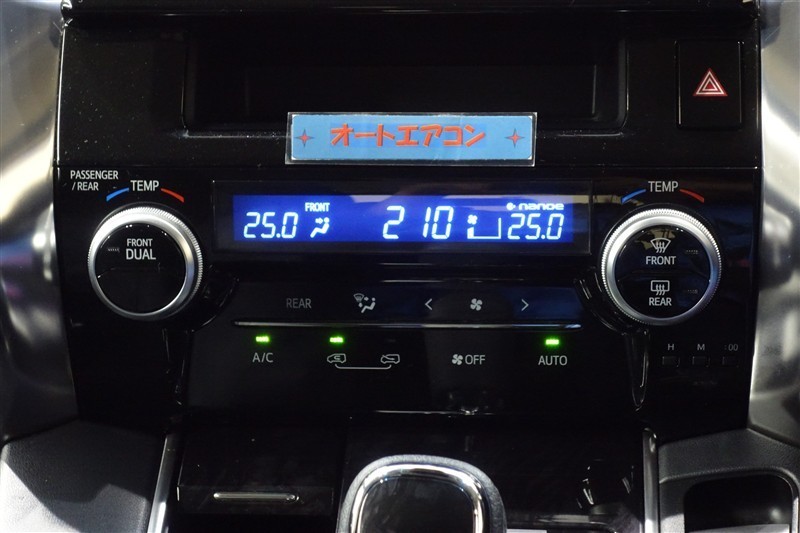 オートエアコン
PASSENGER
/ REAR
TEMP
TEMP
25.0
FRONT
2:10
nanoe
25.0
FRONT
DUAL
FRONT
REAR
REAR
A/C
OFF
AUTO
H
M
:00